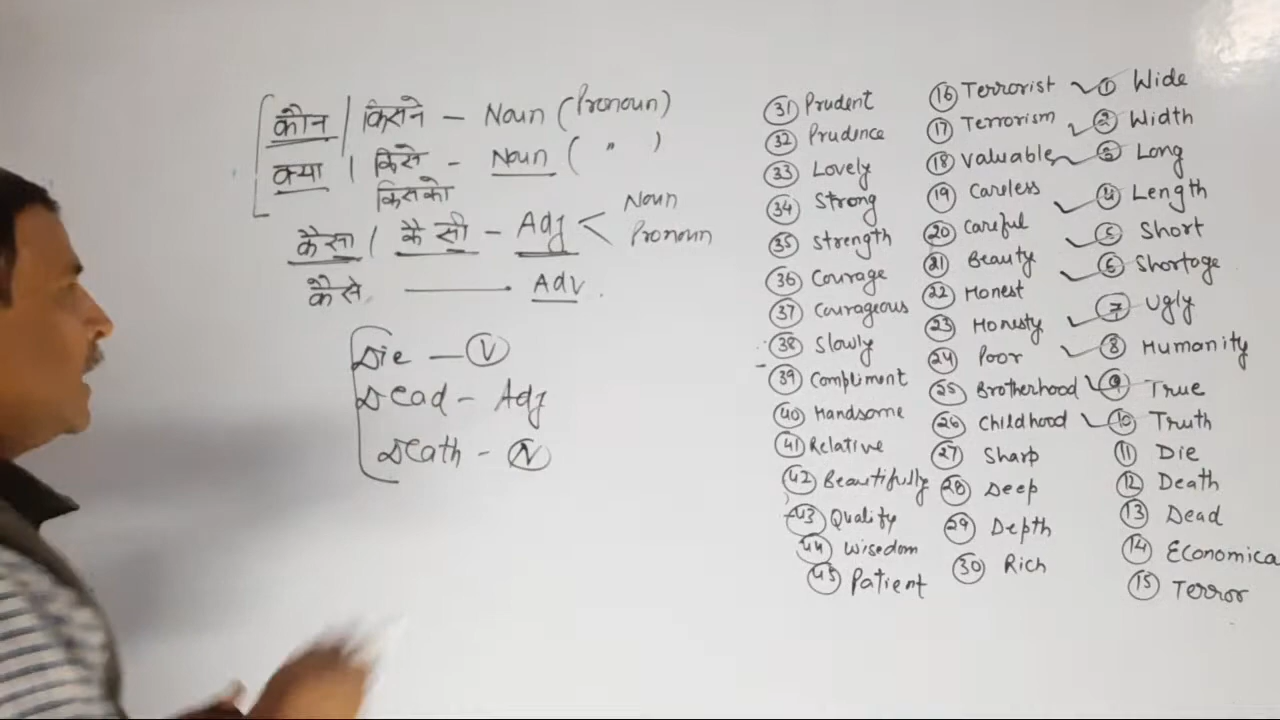 कौन | किसने - Noun (Pronoun)
क्या | किसे - Noun ( " )
किसको
कैसा | कैसी - Adj < Noun
Pronoun
कैसे —— Adv.
Die - V
Dead - Adj
Death - N
31 Prudent
32 Prudence
33 Lovely
34 Strong
35 Strength
36 Courage
37 Courageous
38 Slowly
39 Compliment
40 Handsome
41 Relative
42 Beautifully
43 Quality
44 Wisedom
45 Patient
16 Terrorist
17 Terrorism
18 Valuable
19 Careless
20 Careful
21 Beauty
22 Honest
23 Honesty
24 Poor
25 Brotherhood
26 Childhood
27 Sharp
28 Deep
29 Depth
30 Rich
1 Wide
2 Width
3 Long
4 Length
5 Short
6 Shortage
7 Ugly
8 Humanity
9 True
10 Truth
11 Die
12 Death
13 Dead
14 Economica
15 Terror